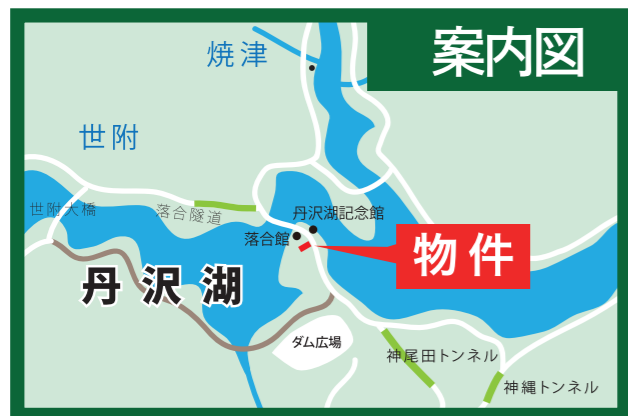 案内図
焼津
世附
世附大橋
落合隧道
丹沢湖記念館
落合館
物件
丹沢湖
ダム広場
神尾田トンネル
神縄トンネル